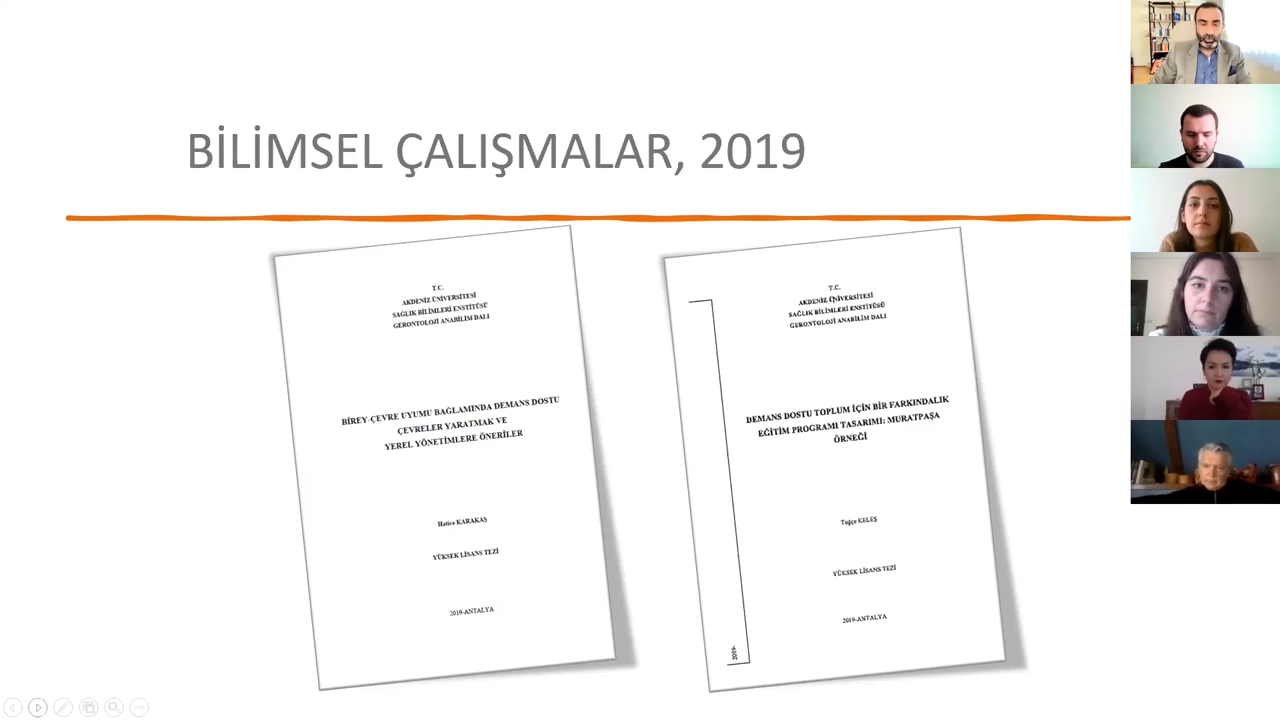 BİLİMSEL ÇALIŞMALAR, 2019
T.C.
AKDENİZ ÜNİVERSİTESİ
SAĞLIK BİLİMLERİ ENSTİTÜSÜ
GERONTOLOJİ ANABİLİM DALI
BİREY-ÇEVRE UYUMU BAĞLAMINDA DEMANS DOSTU
ÇEVRELER YARATMAK VE
YEREL YÖNETİMLERE ÖNERİLER
Hatice KARAKAŞ
YÜKSEK LİSANS TEZİ
2019-ANTALYA
T.C.
AKDENİZ ÜNİVERSİTESİ
SAĞLIK BİLİMLERİ ENSTİTÜSÜ
GERONTOLOJİ ANABİLİM DALI
DEMANS DOSTU TOPLUM İÇİN BİR FARKINDALIK
EĞİTİM PROGRAMI TASARIMI: MURATPAŞA
ÖRNEĞİ
Tuğçe KELEŞ
YÜKSEK LİSANS TEZİ
2019-ANTALYA
2019-